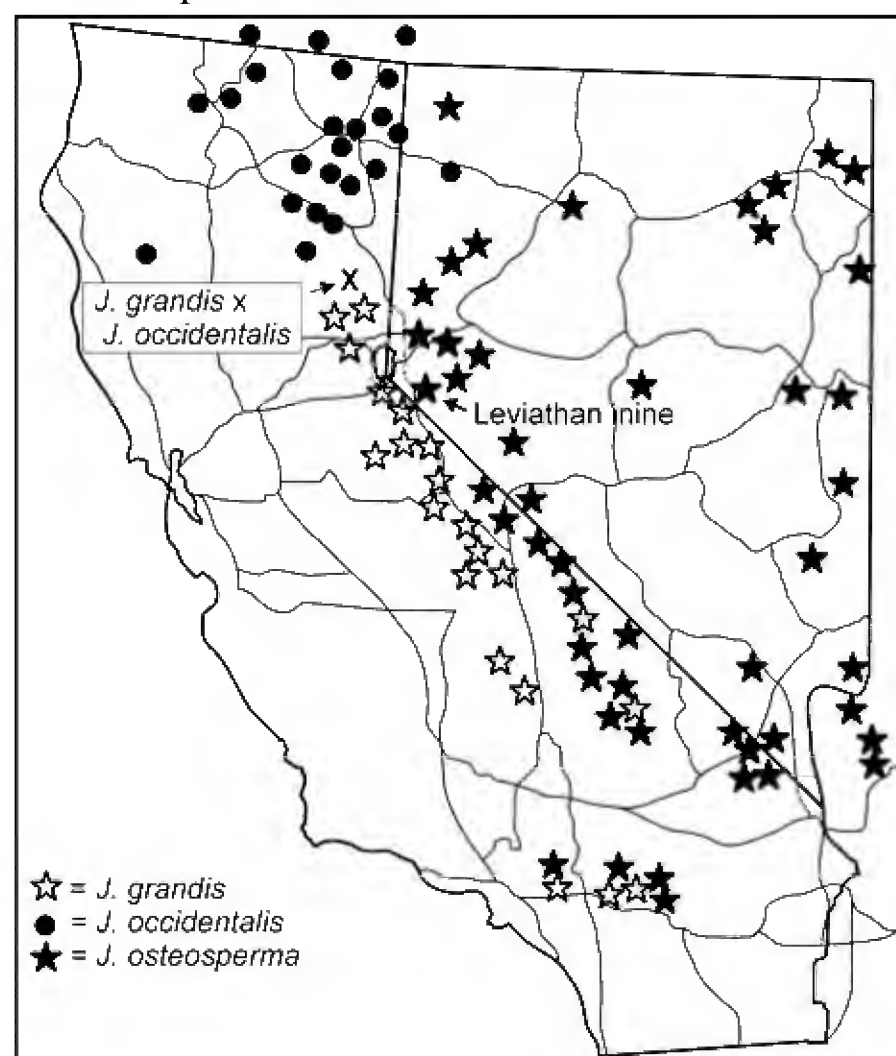 J. grandis x
J. occidentalis
x
Leviathan mine
= J. grandis
= J. occidentalis
= J. osteosperma